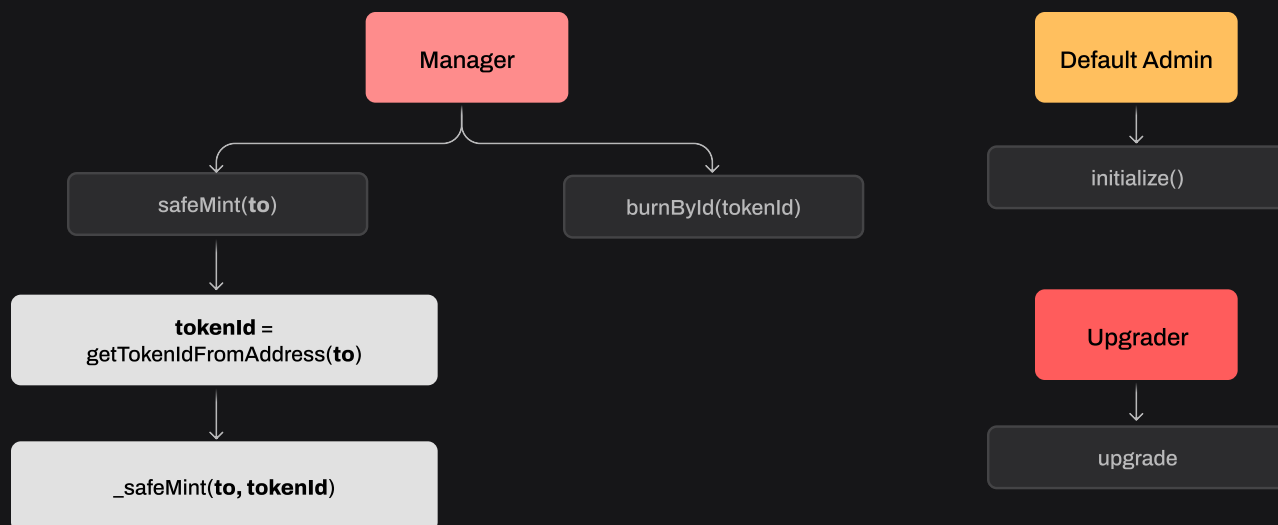 Manager
Default Admin
safeMint(to)
burnById(tokenId)
initialize()
tokenId =
getTokenIdFromAddress(to)
Upgrader
_safeMint(to, tokenId)
upgrade